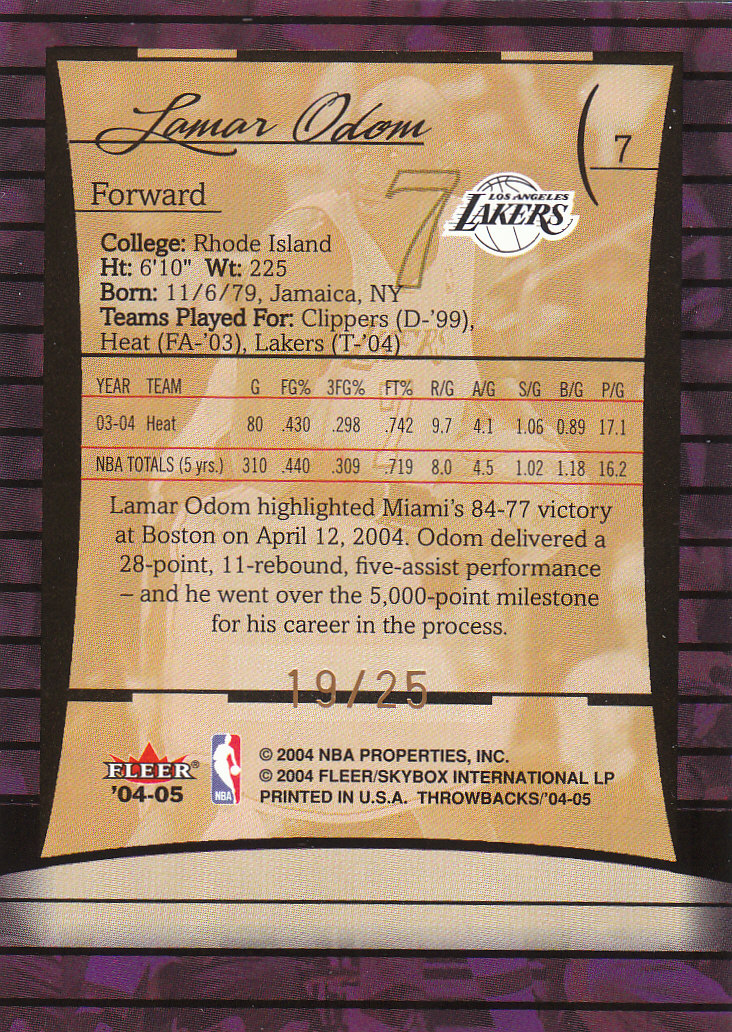 Lamar Odom
7
Forward
7
LOS ANGELES
LAKERS
College: Rhode Island
Ht: 6'10" Wt: 225
Born: 11/6/79, Jamaica, NY
Teams Played For: Clippers (D-'99),
Heat (FA-'03), Lakers (T-'04)
YEAR TEAM G FG% 3FG% FT% R/G A/G S/G B/G P/G
03-04 Heat 80 .430 .298 .742 9.7 4.1 1.06 0.89 17.1
NBA TOTALS (5 yrs.) 310 .440 .309 .719 8.0 4.5 1.02 1.18 16.2
Lamar Odom highlighted Miami's 84-77 victory
at Boston on April 12, 2004. Odom delivered a
28-point, 11-rebound, five-assist performance
– and he went over the 5,000-point milestone
for his career in the process.
19/25
FLEER®
'04-05
NBA
© 2004 NBA PROPERTIES, INC.
© 2004 FLEER/SKYBOX INTERNATIONAL LP
PRINTED IN U.S.A. THROWBACKS/'04-05